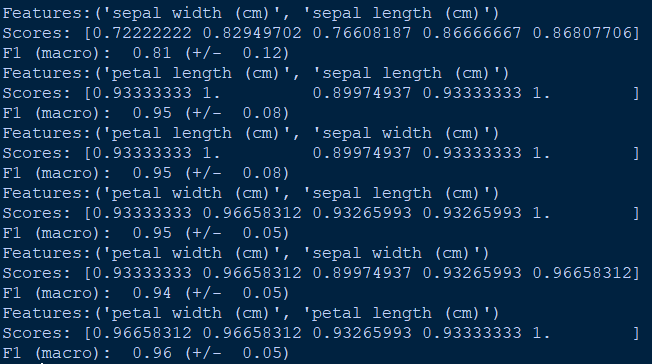 Features:('sepal width (cm)', 'sepal length (cm)')
Scores: [0.72222222 0.82949702 0.76608187 0.86666667 0.86807706]
F1 (macro):  0.81 (+/-  0.12)
Features:('petal length (cm)', 'sepal length (cm)')
Scores: [0.93333333 1.         0.89974937 0.93333333 1.        ]
F1 (macro):  0.95 (+/-  0.08)
Features:('petal length (cm)', 'sepal width (cm)')
Scores: [0.93333333 1.         0.89974937 0.93333333 1.        ]
F1 (macro):  0.95 (+/-  0.08)
Features:('petal width (cm)', 'sepal length (cm)')
Scores: [0.93333333 0.96658312 0.93265993 0.93265993 1.        ]
F1 (macro):  0.95 (+/-  0.05)
Features:('petal width (cm)', 'sepal width (cm)')
Scores: [0.93333333 0.96658312 0.89974937 0.93265993 0.96658312]
F1 (macro):  0.94 (+/-  0.05)
Features:('petal width (cm)', 'petal length (cm)')
Scores: [0.96658312 0.96658312 0.93265993 0.93333333 1.        ]
F1 (macro):  0.96 (+/-  0.05)